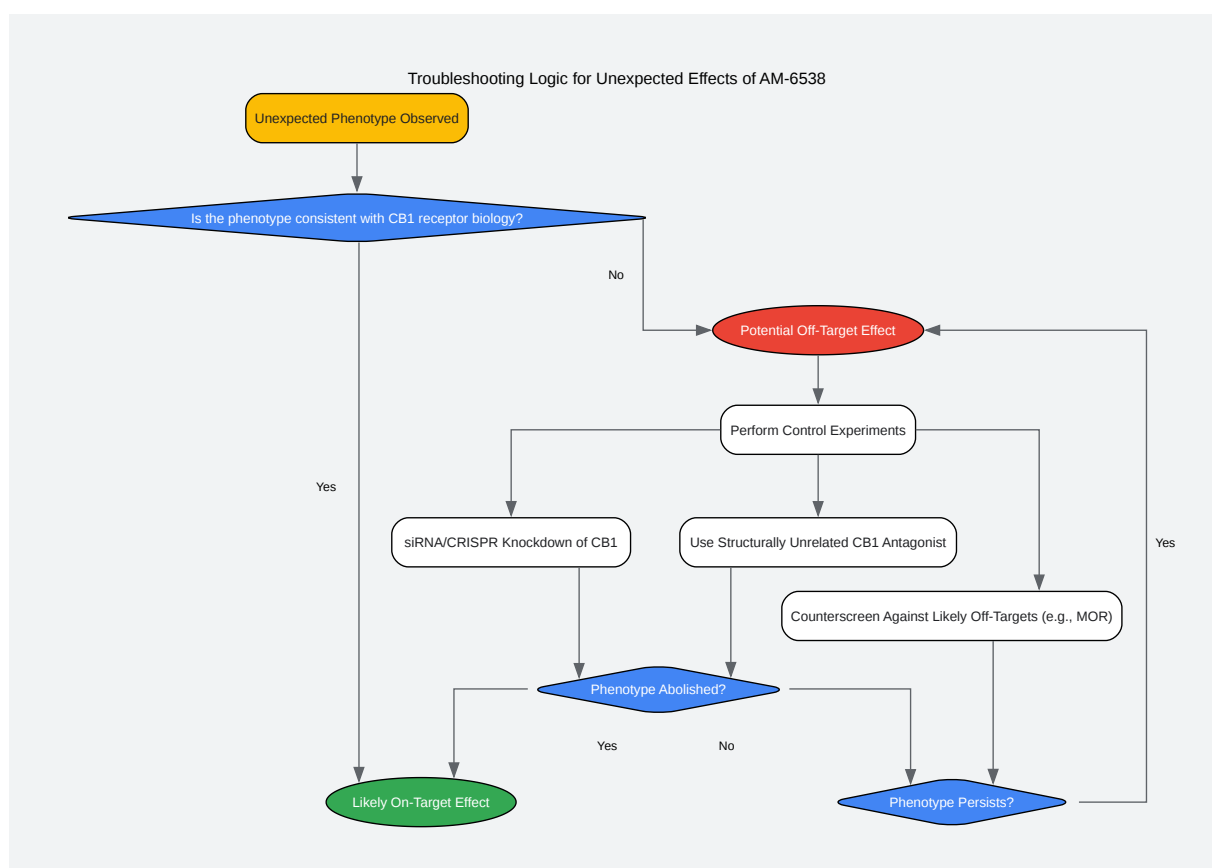 Troubleshooting Logic for Unexpected Effects of AM-6538
Unexpected Phenotype Observed
Is the phenotype consistent with CB1 receptor biology?
No
Potential Off-Target Effect
Perform Control Experiments
Yes
siRNA/CRISPR Knockdown of CB1
Use Structurally Unrelated CB1 Antagonist
Yes
Counterscreen Against Likely Off-Targets (e.g., MOR)
Phenotype Abolished?
Yes
No
Likely On-Target Effect
Phenotype Persists?